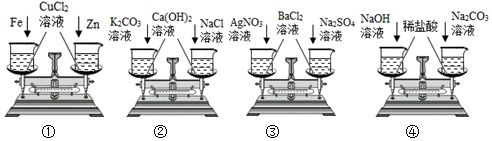 CuCl2
溶液
Fe
Zn
①
K2CO3
溶液
Ca(OH)2
溶液
NaCl
溶液
②
AgNO3
溶液
BaCl2
溶液
Na2SO4
溶液
③
NaOH
溶液
稀盐酸
Na2CO3
溶液
④